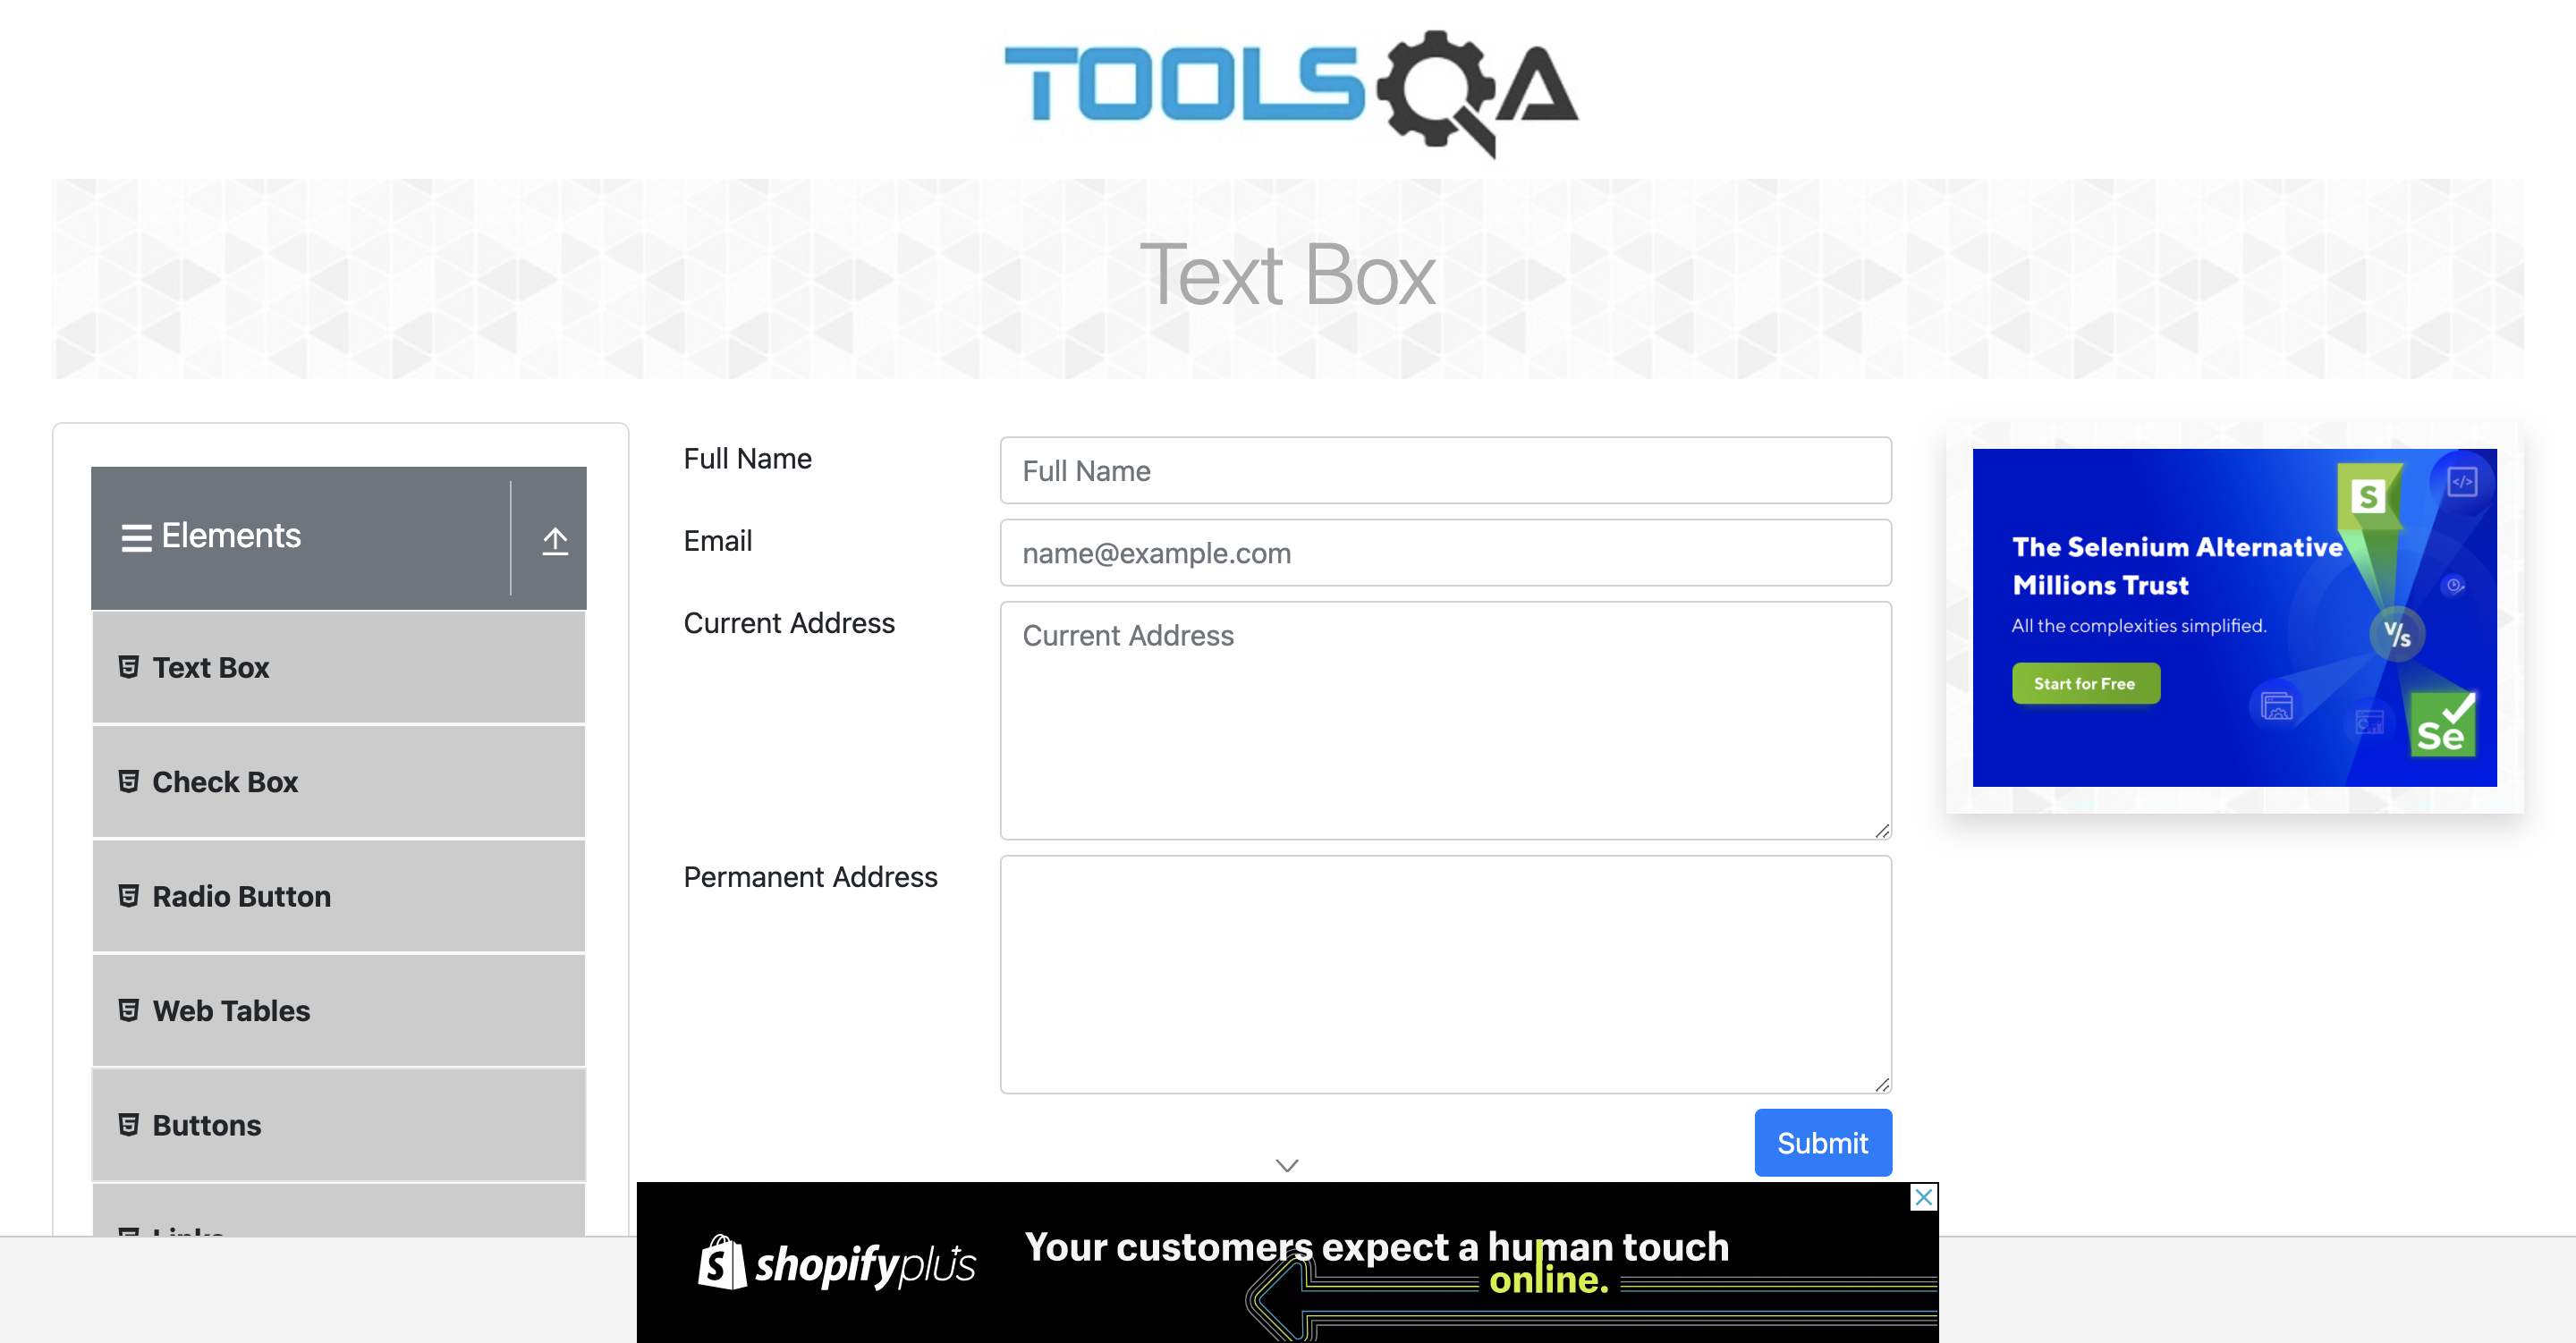 TOOLSQA
Text Box
Elements
Text Box
Check Box
Radio Button
Web Tables
Buttons
Links
Full Name
Full Name
Email
name@example.com
Current Address
Current Address
Permanent Address
Submit
The Selenium Alternative
Millions Trust
All the complexities simplified.
Start for Free
S
</>
V/s
Se
shopifyplus
Your customers expect a human touch
online.